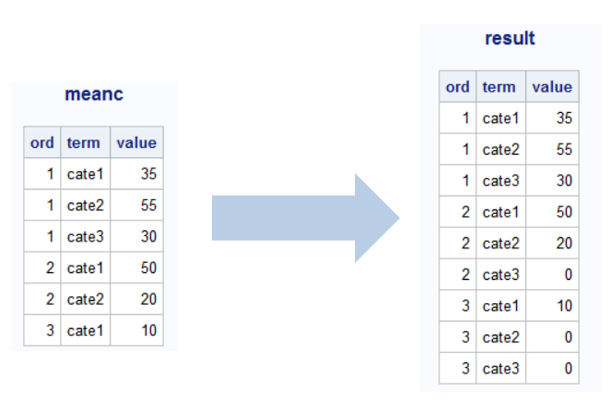 meanc
ord term value
1 cate1 35
1 cate2 55
1 cate3 30
2 cate1 50
2 cate2 20
3 cate1 10
result
ord term value
1 cate1 35
1 cate2 55
1 cate3 30
2 cate1 50
2 cate2 20
2 cate3 0
3 cate1 10
3 cate2 0
3 cate3 0